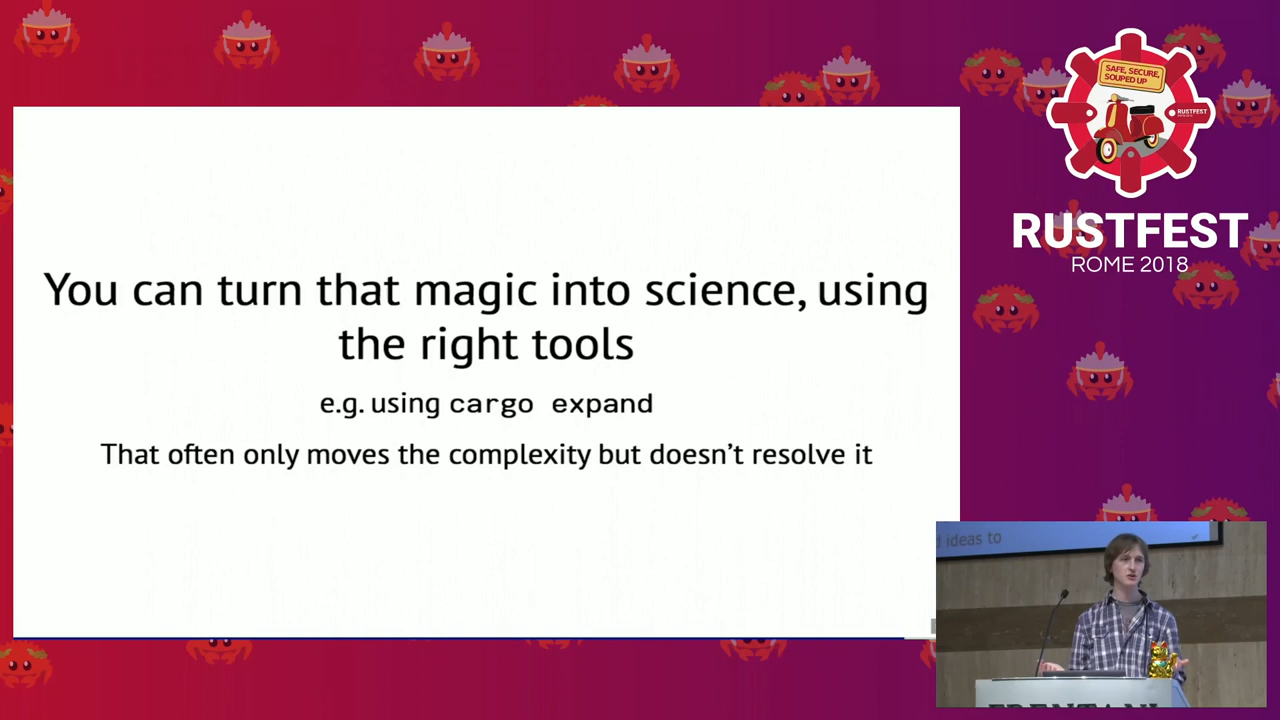 You can turn that magic into science, using
the right tools
e.g. using cargo expand
That often only moves the complexity but doesn't resolve it
SAFE, SECURE,
SOUPED UP
RUSTFEST
RUSTFEST
ROME 2018
ideas to